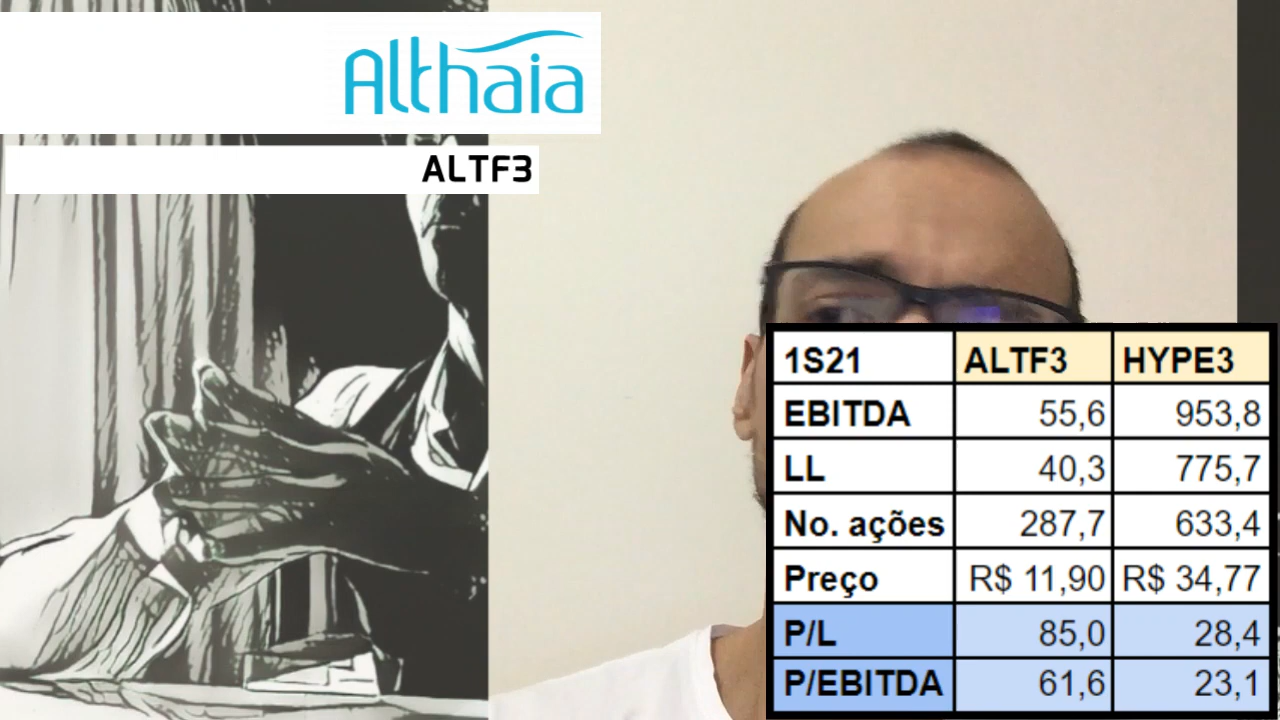 Althaia
ALTF3
1S21 ALTF3 HYPE3
EBITDA 55,6 953,8
LL 40,3 775,7
No. ações 287,7 633,4
Preço R$ 11,90 R$ 34,77
P/L 85,0 28,4
P/EBITDA 61,6 23,1